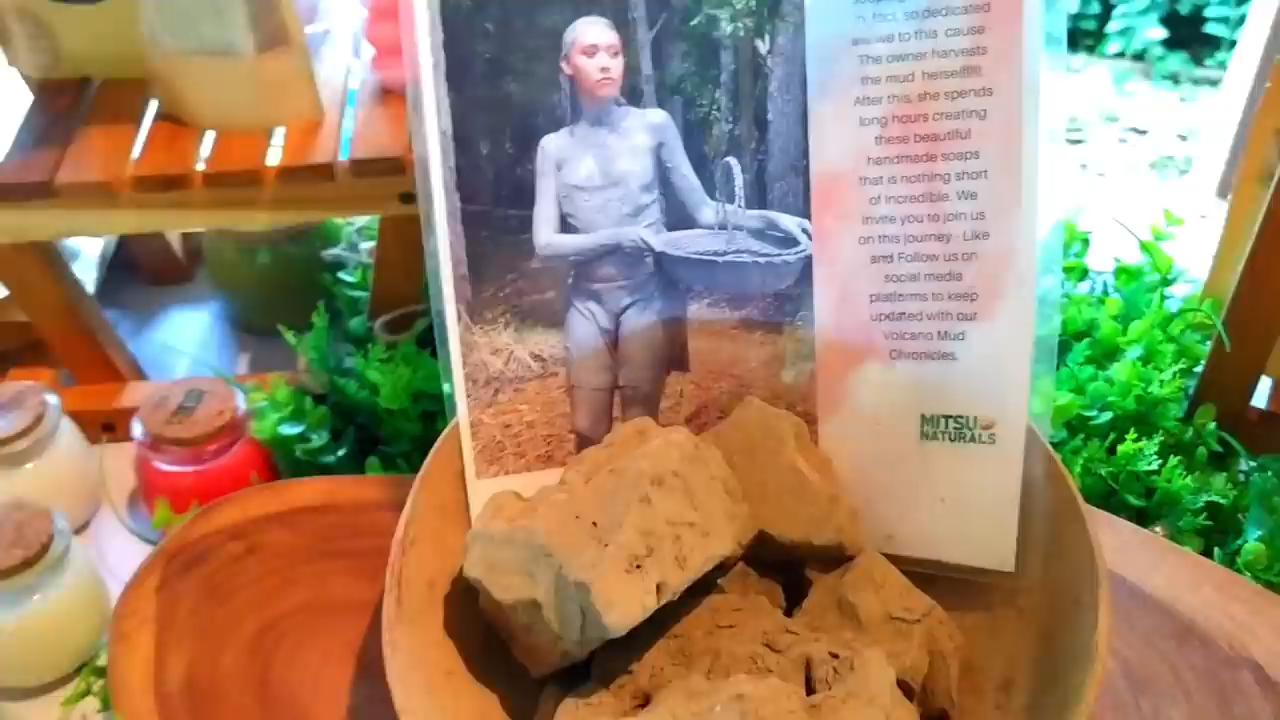 in fact, so dedicated
are we to this cause
The owner harvests
the mud herself!!!!!
After this, she spends
long hours creating
these beautiful
handmade soaps
that is nothing short
of incredible. We
invite you to join us
on this journey - Like
and Follow us on
social media
platforms to keep
updated with our
Volcano Mud
Chronicles.
MITSU
NATURALS